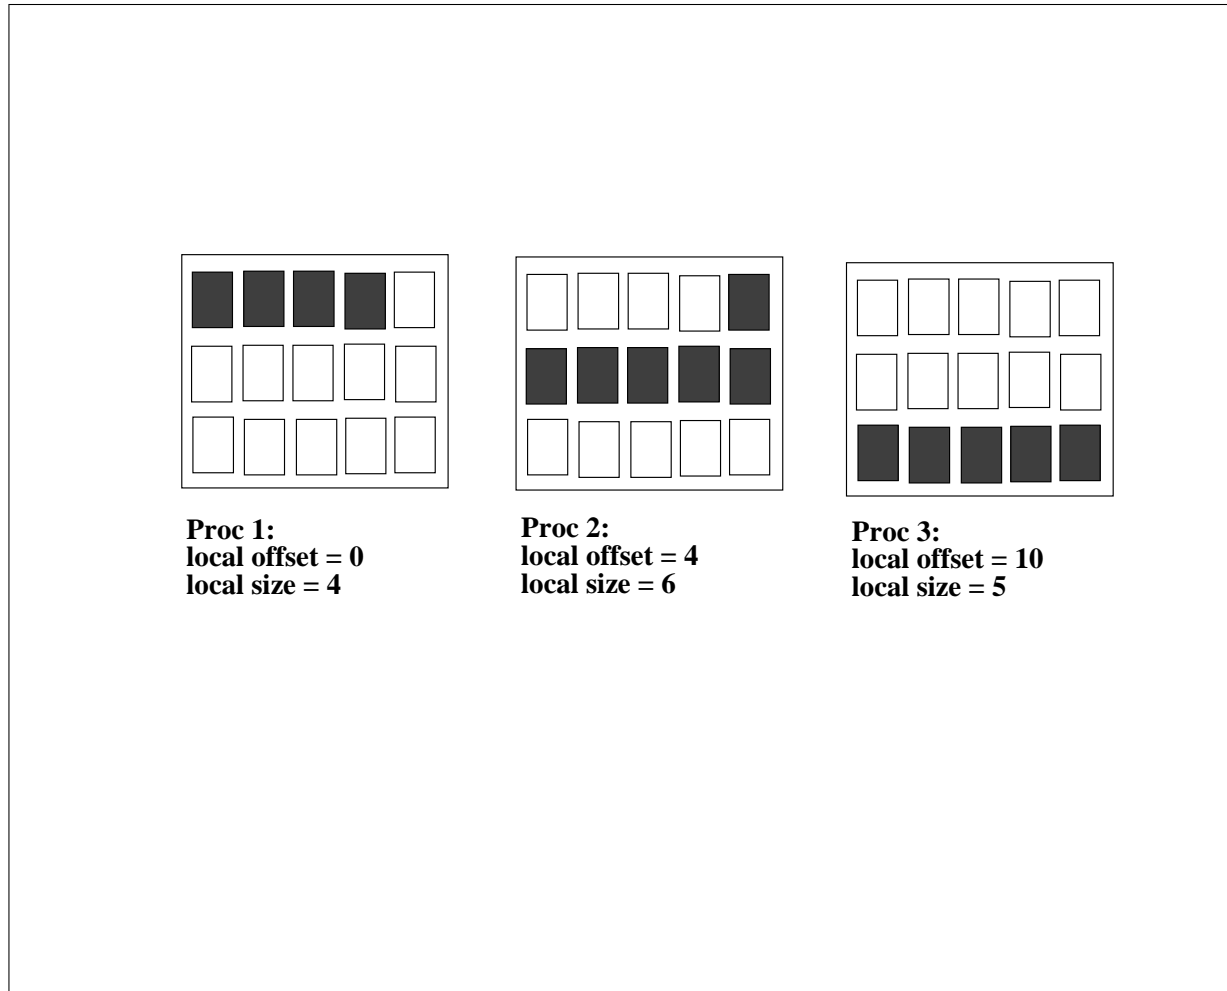 Proc 1:
local offset = 0
local size = 4
Proc 2:
local offset = 4
local size = 6
Proc 3:
local offset = 10
local size = 5